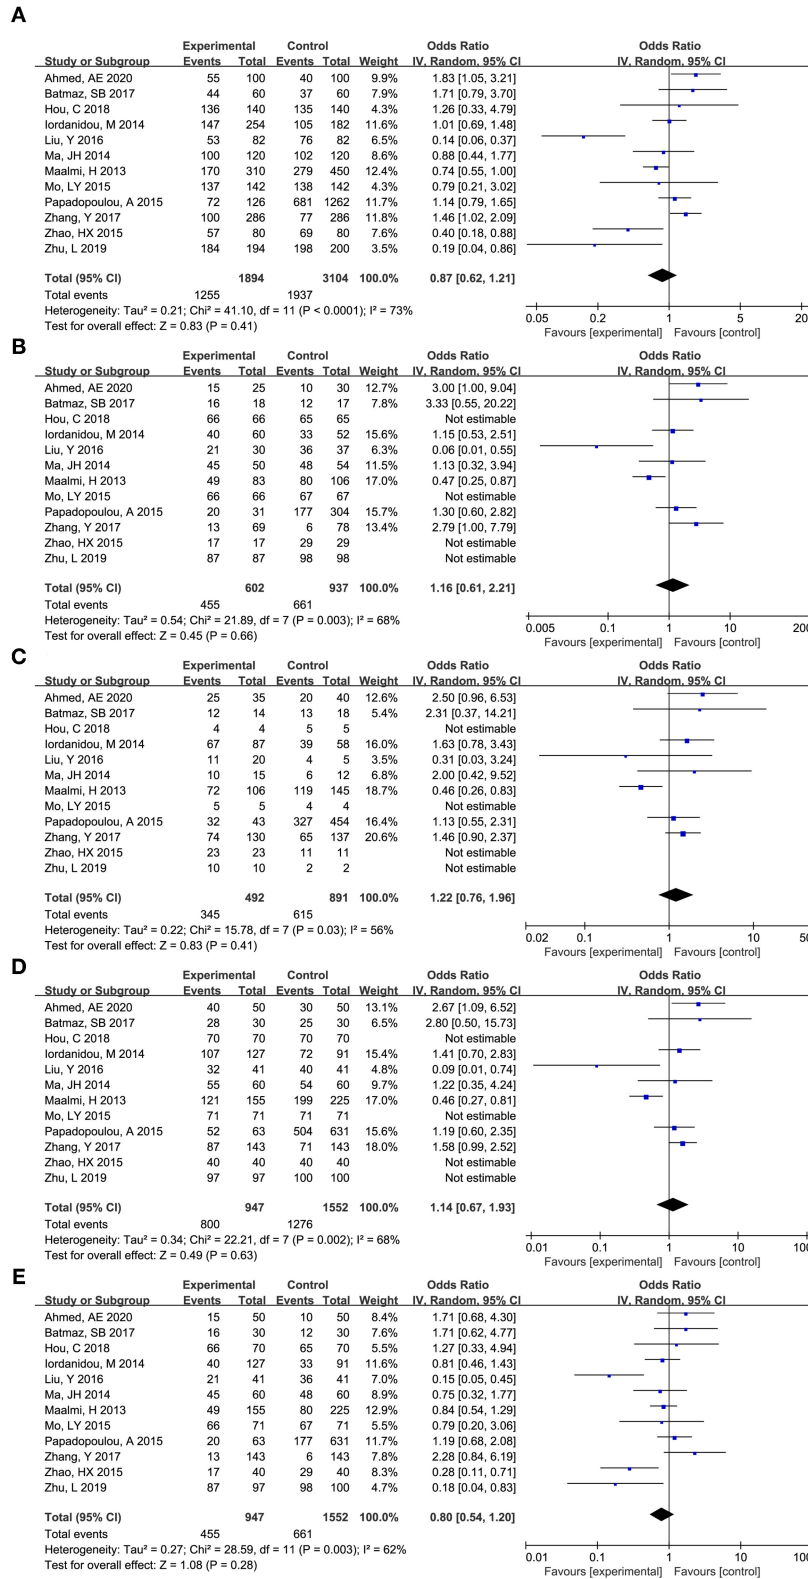 A
Experimental Control Odds Ratio Odds Ratio
Study or Subgroup Events Total Events Total Weight IV, Random, 95% CI IV, Random, 95% CI
Ahmed, AE 2020 55 100 40 100 9.9% 1.83 [1.05, 3.21]
Batmaz, SB 2017 44 60 37 60 7.9% 1.71 [0.79, 3.70]
Hou, C 2018 136 140 135 140 4.3% 1.26 [0.33, 4.79]
Iordanidou, M 2014 147 254 105 182 11.6% 1.01 [0.69, 1.48]
Liu, Y 2016 53 82 76 82 6.5% 0.14 [0.06, 0.37]
Ma, JH 2014 100 120 102 120 8.6% 0.88 [0.44, 1.77]
Maalmi, H 2013 170 310 279 450 12.4% 0.74 [0.55, 1.00]
Mo, LY 2015 137 142 138 142 4.0% 0.79 [0.21, 3.02]
Papadopoulou, A 2015 72 126 681 1262 11.7% 1.14 [0.79, 1.65]
Zhang, Y 2017 100 286 77 286 11.8% 1.46 [1.02, 2.09]
Zhao, HX 2015 57 80 69 80 7.6% 0.40 [0.18, 0.88]
Zhu, L 2019 184 194 198 200 3.5% 0.19 [0.04, 0.86]
Total (95% CI) 1894 3104 100.0% 0.87 [0.62, 1.21]
Total events 1255 1937
Heterogeneity: Tau² = 0.21; Chi² = 41.10, df = 11 (P < 0.0001); I² = 73%
Test for overall effect: Z = 0.83 (P = 0.41)
0.05 0.2 1 5 20
Favours [experimental] Favours [control]
B
Experimental Control Odds Ratio Odds Ratio
Study or Subgroup Events Total Events Total Weight IV, Random, 95% CI IV, Random, 95% CI
Ahmed, AE 2020 15 25 10 30 12.7% 3.00 [1.00, 9.04]
Batmaz, SB 2017 16 18 12 17 7.8% 3.33 [0.55, 20.22]
Hou, C 2018 66 66 65 65 Not estimable
Iordanidou, M 2014 40 60 33 52 15.6% 1.15 [0.53, 2.51]
Liu, Y 2016 21 30 36 37 6.3% 0.06 [0.01, 0.55]
Ma, JH 2014 45 50 48 54 11.5% 1.13 [0.32, 3.94]
Maalmi, H 2013 49 83 80 106 17.0% 0.47 [0.25, 0.87]
Mo, LY 2015 66 66 67 67 Not estimable
Papadopoulou, A 2015 20 31 177 304 15.7% 1.30 [0.60, 2.82]
Zhang, Y 2017 13 69 6 78 13.4% 2.79 [1.00, 7.79]
Zhao, HX 2015 17 17 29 29 Not estimable
Zhu, L 2019 87 87 98 98 Not estimable
Total (95% CI) 602 937 100.0% 1.16 [0.61, 2.21]
Total events 455 661
Heterogeneity: Tau² = 0.54; Chi² = 21.89, df = 7 (P = 0.003); I² = 68%
Test for overall effect: Z = 0.45 (P = 0.66)
0.005 0.1 1 10 200
Favours [experimental] Favours [control]
C
Experimental Control Odds Ratio Odds Ratio
Study or Subgroup Events Total Events Total Weight IV, Random, 95% CI IV, Random, 95% CI
Ahmed, AE 2020 25 35 20 40 12.6% 2.50 [0.96, 6.53]
Batmaz, SB 2017 12 14 13 18 5.4% 2.31 [0.37, 14.21]
Hou, C 2018 4 4 5 5 Not estimable
Iordanidou, M 2014 67 87 39 58 16.0% 1.63 [0.78, 3.43]
Liu, Y 2016 11 20 4 5 3.5% 0.31 [0.03, 3.24]
Ma, JH 2014 10 15 6 12 6.8% 2.00 [0.42, 9.52]
Maalmi, H 2013 72 106 119 145 18.7% 0.46 [0.26, 0.83]
Mo, LY 2015 5 5 4 4 Not estimable
Papadopoulou, A 2015 32 43 327 454 16.4% 1.13 [0.55, 2.31]
Zhang, Y 2017 74 130 65 137 20.6% 1.46 [0.90, 2.37]
Zhao, HX 2015 23 23 11 11 Not estimable
Zhu, L 2019 10 10 2 2 Not estimable
Total (95% CI) 492 891 100.0% 1.22 [0.76, 1.96]
Total events 345 615
Heterogeneity: Tau² = 0.22; Chi² = 15.78, df = 7 (P = 0.03); I² = 56%
Test for overall effect: Z = 0.83 (P = 0.41)
0.02 0.1 1 10 50
Favours [experimental] Favours [control]
D
Experimental Control Odds Ratio Odds Ratio
Study or Subgroup Events Total Events Total Weight IV, Random, 95% CI IV, Random, 95% CI
Ahmed, AE 2020 40 50 30 50 13.1% 2.67 [1.09, 6.52]
Batmaz, SB 2017 28 30 25 30 6.5% 2.80 [0.50, 15.73]
Hou, C 2018 70 70 70 70 Not estimable
Iordanidou, M 2014 107 127 72 91 15.4% 1.41 [0.70, 2.83]
Liu, Y 2016 32 41 40 41 4.8% 0.09 [0.01, 0.74]
Ma, JH 2014 55 60 54 60 9.7% 1.22 [0.35, 4.24]
Maalmi, H 2013 121 155 199 225 17.0% 0.46 [0.27, 0.81]
Mo, LY 2015 71 71 71 71 Not estimable
Papadopoulou, A 2015 52 63 504 631 15.6% 1.19 [0.60, 2.35]
Zhang, Y 2017 87 143 71 143 18.0% 1.58 [0.99, 2.52]
Zhao, HX 2015 40 40 40 40 Not estimable
Zhu, L 2019 97 97 100 100 Not estimable
Total (95% CI) 947 1552 100.0% 1.14 [0.67, 1.93]
Total events 800 1276
Heterogeneity: Tau² = 0.34; Chi² = 22.21, df = 7 (P = 0.002); I² = 68%
Test for overall effect: Z = 0.49 (P = 0.63)
0.01 0.1 1 10 100
Favours [experimental] Favours [control]
E
Experimental Control Odds Ratio Odds Ratio
Study or Subgroup Events Total Events Total Weight IV, Random, 95% CI IV, Random, 95% CI
Ahmed, AE 2020 15 50 10 50 8.4% 1.71 [0.68, 4.30]
Batmaz, SB 2017 16 30 12 30 7.6% 1.71 [0.62, 4.77]
Hou, C 2018 66 70 65 70 5.5% 1.27 [0.33, 4.94]
Iordanidou, M 2014 40 127 33 91 11.6% 0.81 [0.46, 1.43]
Liu, Y 2016 21 41 36 41 7.0% 0.15 [0.05, 0.45]
Ma, JH 2014 45 60 48 60 8.9% 0.75 [0.32, 1.77]
Maalmi, H 2013 49 155 80 225 12.9% 0.84 [0.54, 1.29]
Mo, LY 2015 66 71 67 71 5.4% 0.79 [0.20, 3.06]
Papadopoulou, A 2015 20 63 177 631 11.7% 1.19 [0.68, 2.08]
Zhang, Y 2017 13 143 6 143 7.8% 2.28 [0.84, 6.19]
Zhao, HX 2015 17 40 29 40 8.3% 0.28 [0.11, 0.71]
Zhu, L 2019 87 97 98 100 4.7% 0.18 [0.04, 0.83]
Total (95% CI) 947 1552 100.0% 0.80 [0.54, 1.20]
Total events 455 661
Heterogeneity: Tau² = 0.27; Chi² = 28.59, df = 11 (P = 0.003); I² = 62%
Test for overall effect: Z = 1.08 (P = 0.28)
0.01 0.1 1 10 100
Favours [experimental] Favours [control]